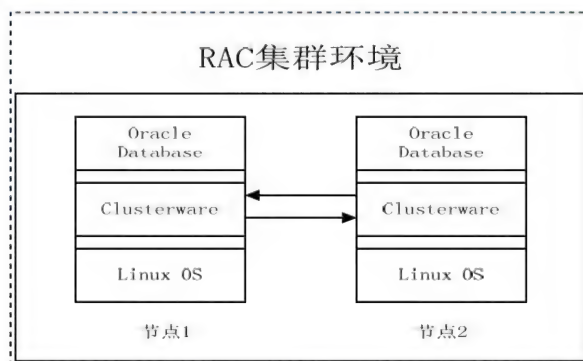 RAC集群环境
Oracle
Database
Clusterware
Linux OS
节点1
Oracle
Database
Clusterware
Linux OS
节点2